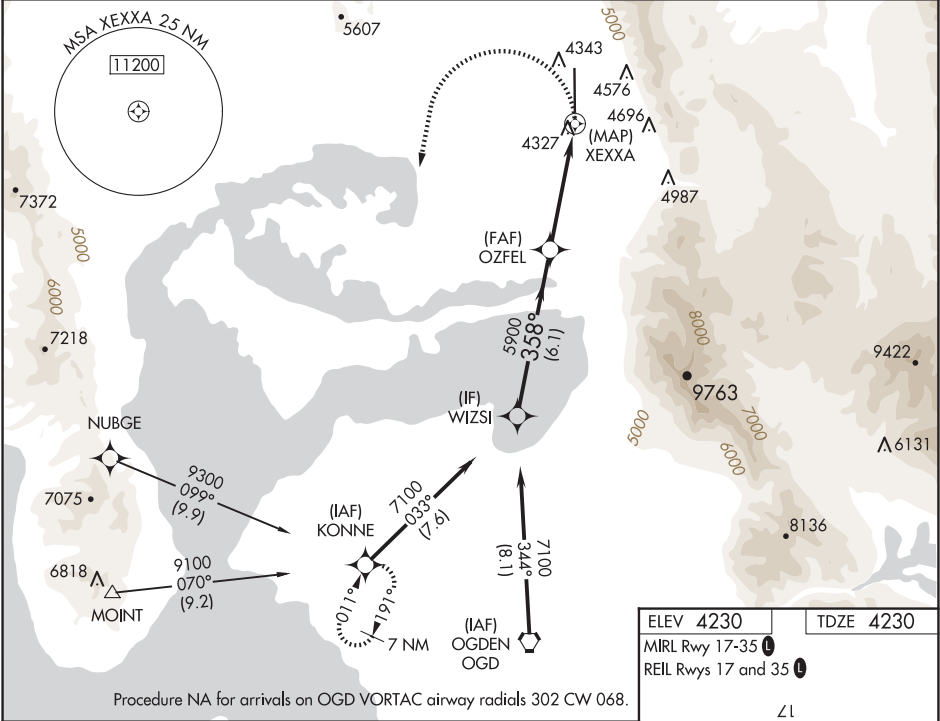 MSA XEXXA 25 NM
11200
5607
5000
4343
4576
4696
4327
(MAP)
XEXXA
4987
7372
5000
6000
7218
(FAF)
OZFEL
5900
358°
(6.1)
8000
9422
9763
(IF)
WIZSI
5000
7000
6000
6131
NUBGE
9300
099°
(9.9)
7075
(IAF)
KONNE
7100
033°
(7.6)
7100
344°
(8.1)
8136
6818
MOINT
9100
070°
(9.2)
011°
191°
7 NM
(IAF)
OGDEN
OGD
Procedure NA for arrivals on OGD VORTAC airway radials 302 CW 068.
ELEV 4230
TDZE 4230
MIRL Rwy 17-35 L
REIL Rwys 17 and 35 L
17